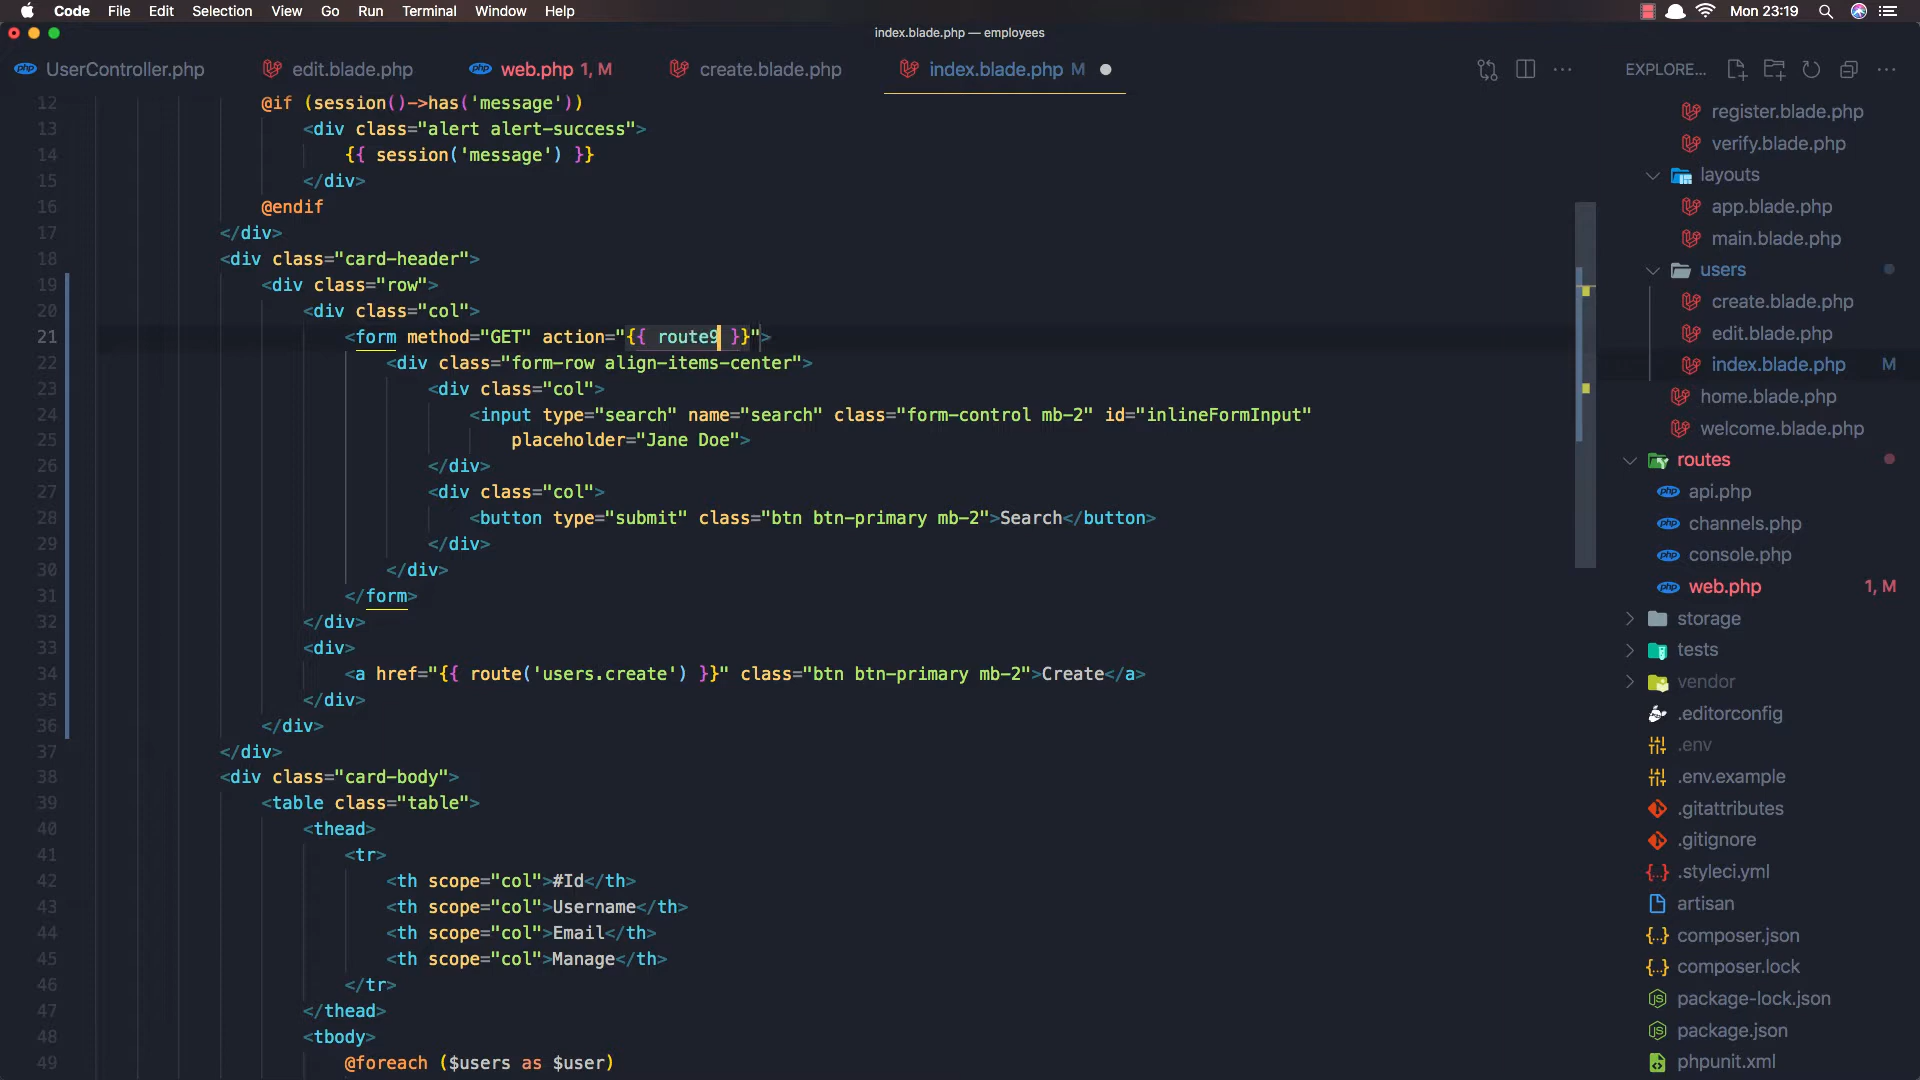 Code File Edit Selection View Go Run Terminal Window Help Mon 23:19
index.blade.php — employees
UserController.php edit.blade.php web.php 1, M create.blade.php index.blade.php M EXPLORE...
12 @if (session()->has('message'))
13 <div class="alert alert-success">
14 {{ session('message') }}
15 </div>
16 @endif
17 </div>
18 <div class="card-header">
19 <div class="row">
20 <div class="col">
21 <form method="GET" action="{{ route9 }}">
22 <div class="form-row align-items-center">
23 <div class="col">
24 <input type="search" name="search" class="form-control mb-2" id="inlineFormInput"
25 placeholder="Jane Doe">
26 </div>
27 <div class="col">
28 <button type="submit" class="btn btn-primary mb-2">Search</button>
29 </div>
30 </div>
31 </form>
32 </div>
33 <div>
34 <a href="{{ route('users.create') }}" class="btn btn-primary mb-2">Create</a>
35 </div>
36 </div>
37 </div>
38 <div class="card-body">
39 <table class="table">
40 <thead>
41 <tr>
42 <th scope="col">#Id</th>
43 <th scope="col">Username</th>
44 <th scope="col">Email</th>
45 <th scope="col">Manage</th>
46 </tr>
47 </thead>
48 <tbody>
49 @foreach ($users as $user)
register.blade.php
verify.blade.php
layouts
app.blade.php
main.blade.php
users
create.blade.php
edit.blade.php
index.blade.php M
home.blade.php
welcome.blade.php
routes
api.php
channels.php
console.php
web.php 1, M
storage
tests
vendor
.editorconfig
.env
.env.example
.gitattributes
.gitignore
.styleci.yml
artisan
composer.json
composer.lock
package-lock.json
package.json
phpunit.xml